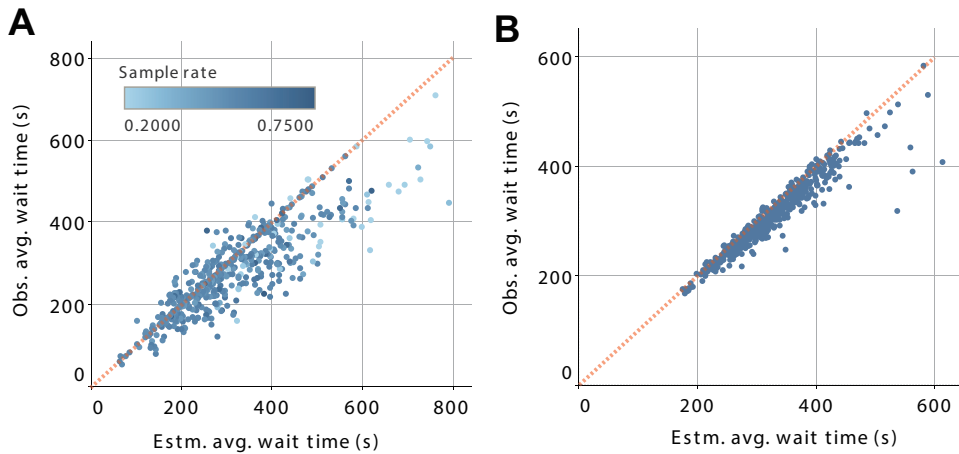 A
Obs. avg. wait time (s)
800
600
400
200
0
Sample rate
0.2000 0.7500
0 200 400 600 800
Estm. avg. wait time (s)
B
Obs. avg. wait time (s)
600
400
200
0
0 200 400 600
Estm. avg. wait time (s)